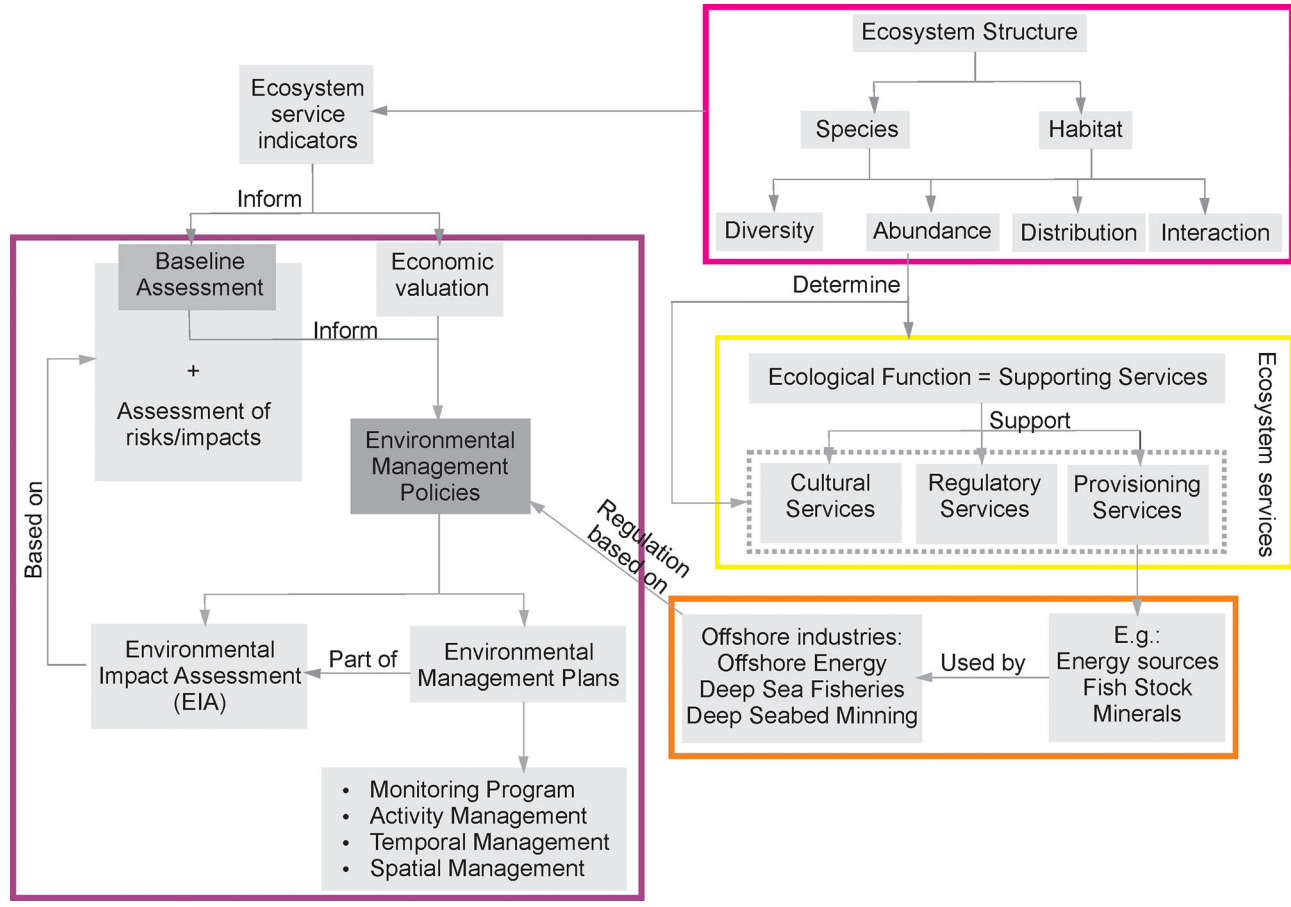 Ecosystem Structure
Species
Habitat
Diversity
Abundance
Distribution
Interaction
Ecosystem
service
indicators
Inform
Baseline
Assessment
+
Assessment of
risks/impacts
Economic
valuation
Inform
Determine
Ecological Function = Supporting Services
Support
Cultural
Services
Regulatory
Services
Provisioning
Services
Ecosystem services
Environmental
Management
Policies
Regulation
based on
Based on
Environmental
Impact Assessment
(EIA)
Part of
Environmental
Management Plans
Offshore industries:
Offshore Energy
Deep Sea Fisheries
Deep Seabed Minning
Used by
E.g.:
Energy sources
Fish Stock
Minerals
• Monitoring Program
• Activity Management
• Temporal Management
• Spatial Management